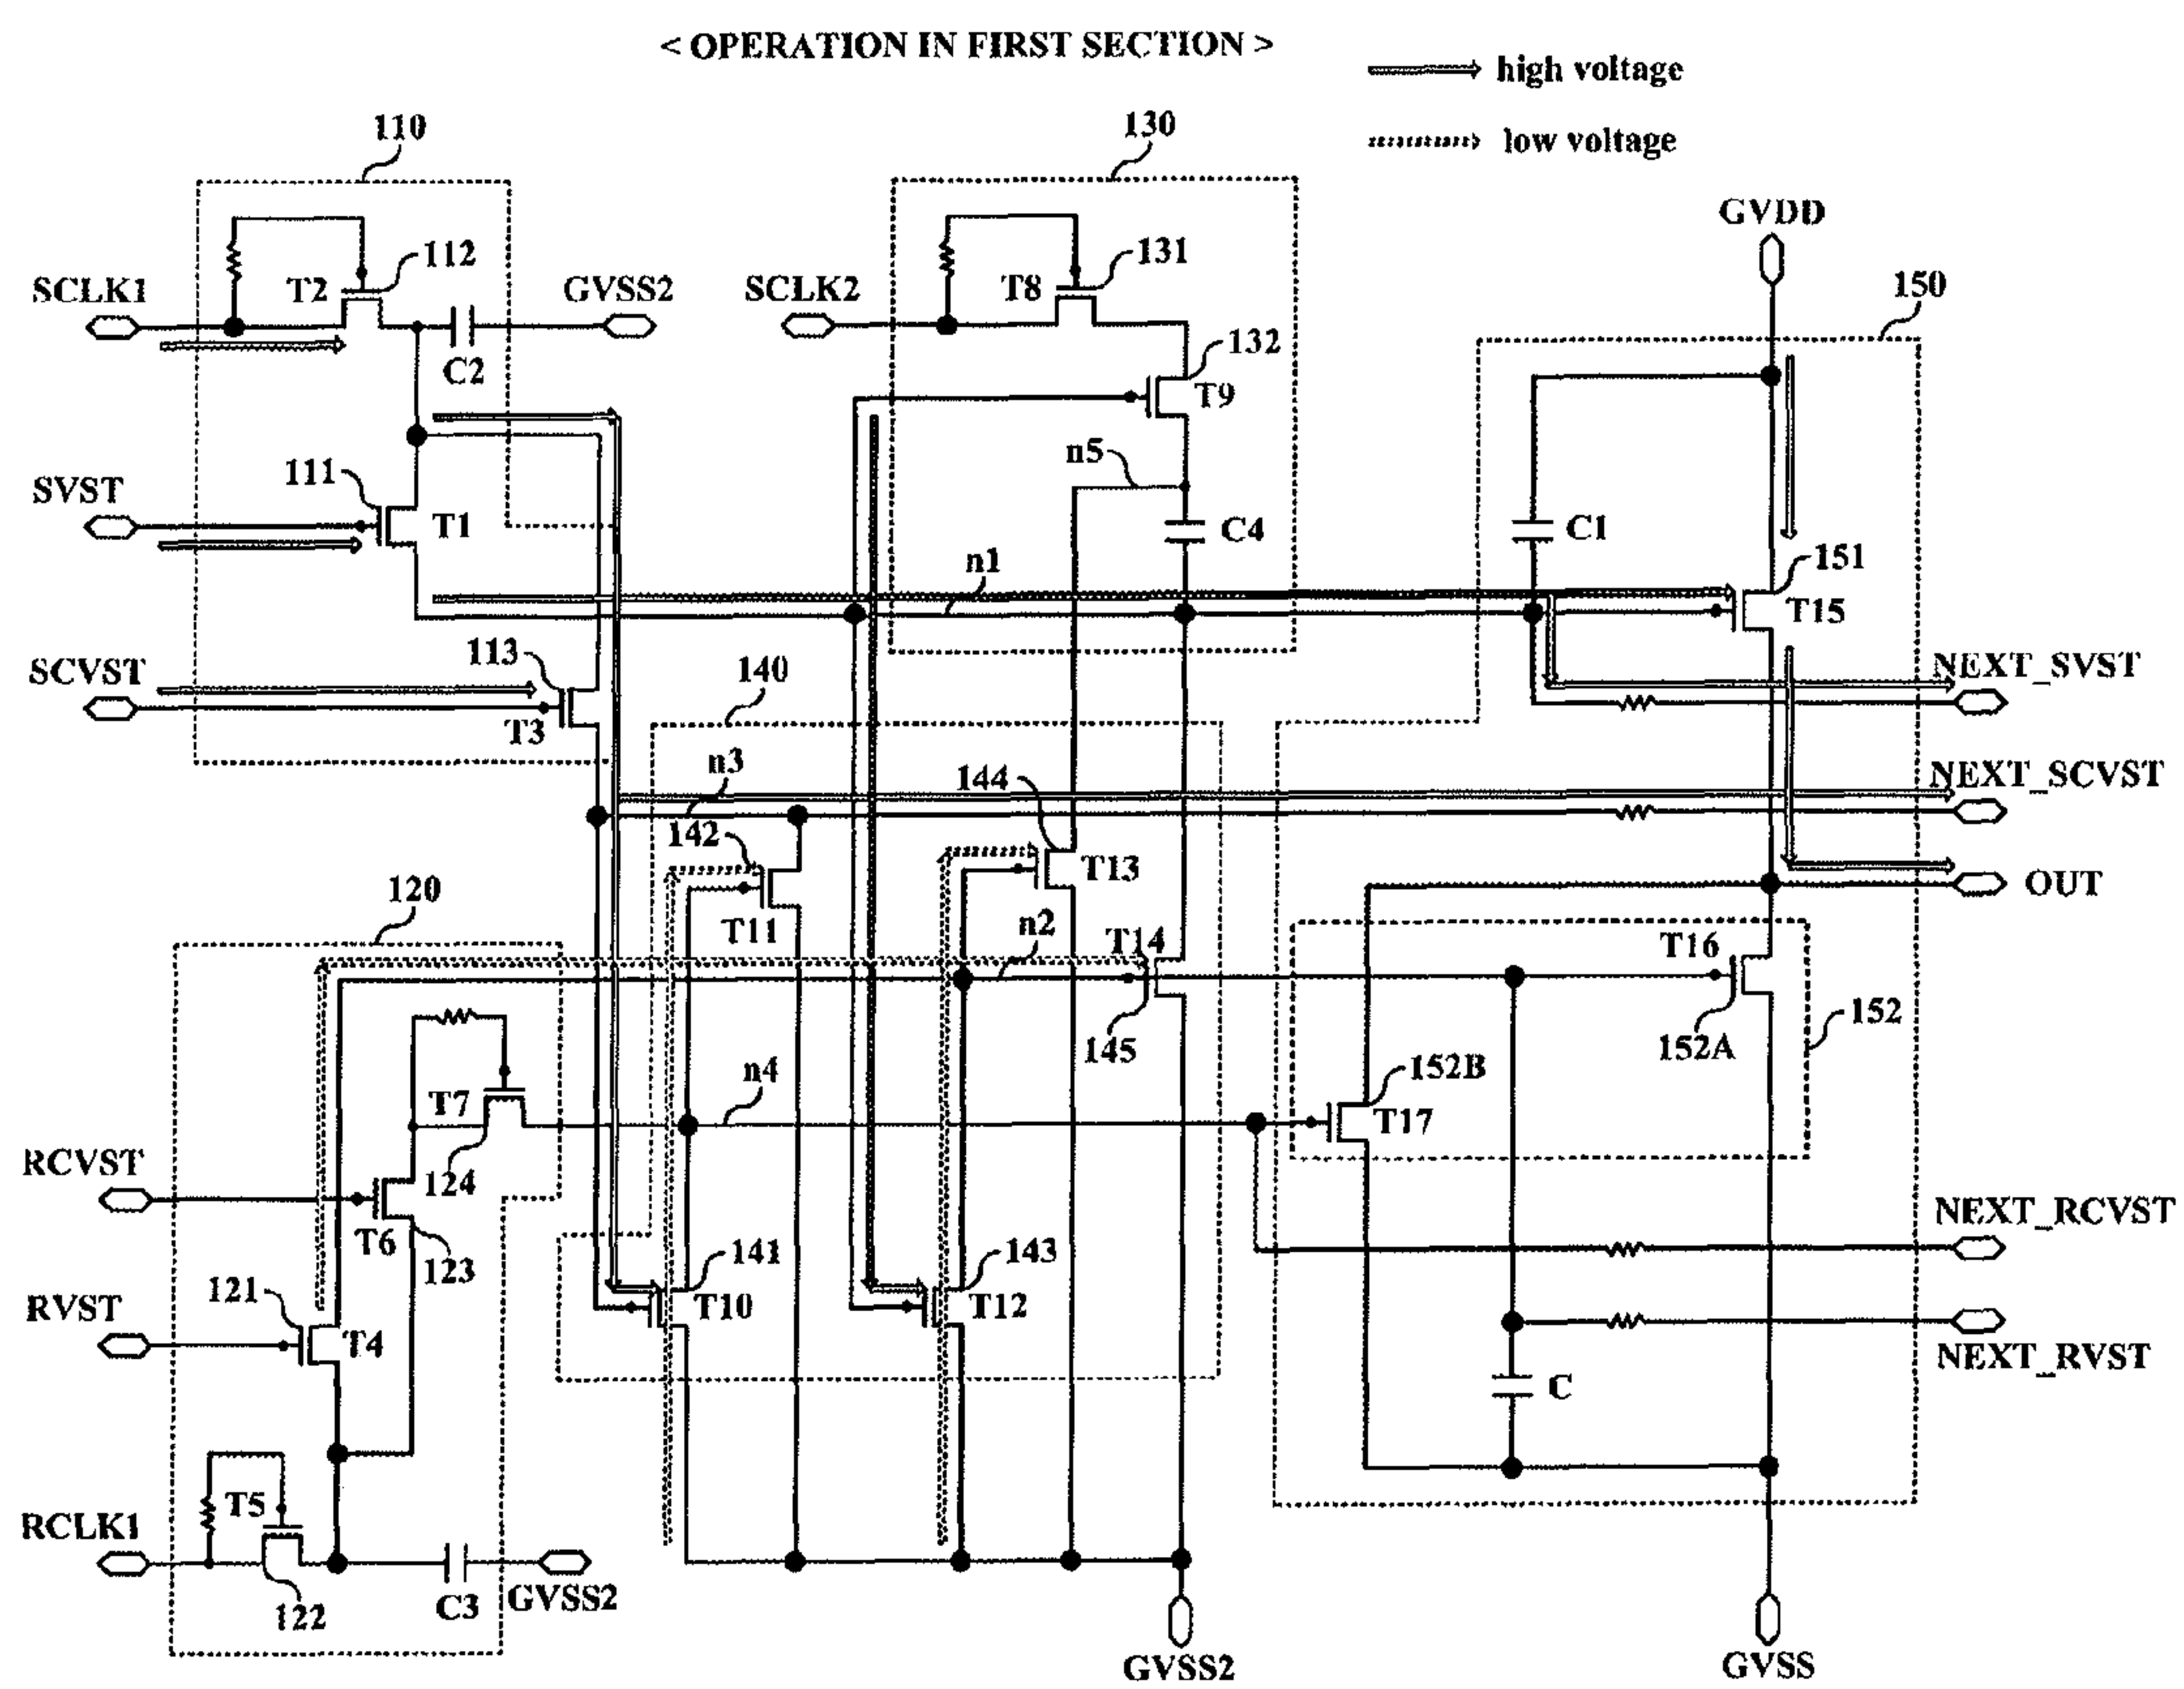 < OPERATION IN FIRST SECTION >
high voltage
low voltage
110
130
GVDD
112
131
150
SCLK1
T2
GVSS2
SCLK2
T8
C2
132
T9
111
n5
SVST
T1
C4
C1
n1
151
T15
113
140
NEXT_SVST
SCVST
T3
n3
144
NEXT_SCVST
142
T13
120
OUT
T11
n2
T14
T16
152
n4
145
152A
152B
T7
T17
RCVST
124
NEXT_RCVST
T6
123
141
143
121
T10
T12
RVST
T4
NEXT_RVST
C
T5
RCLK1
122
C3
GVSS2
GVSS2
GVSS